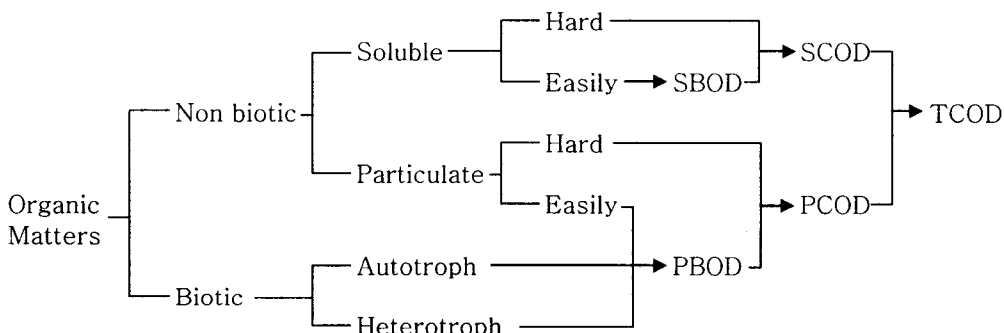 Hard
Soluble
SCOD
Easily
SBOD
Non biotic
TCOD
Hard
Particulate
Organic
Matters
Easily
PCOD
Autotroph
PBOD
Biotic
Heterotroph